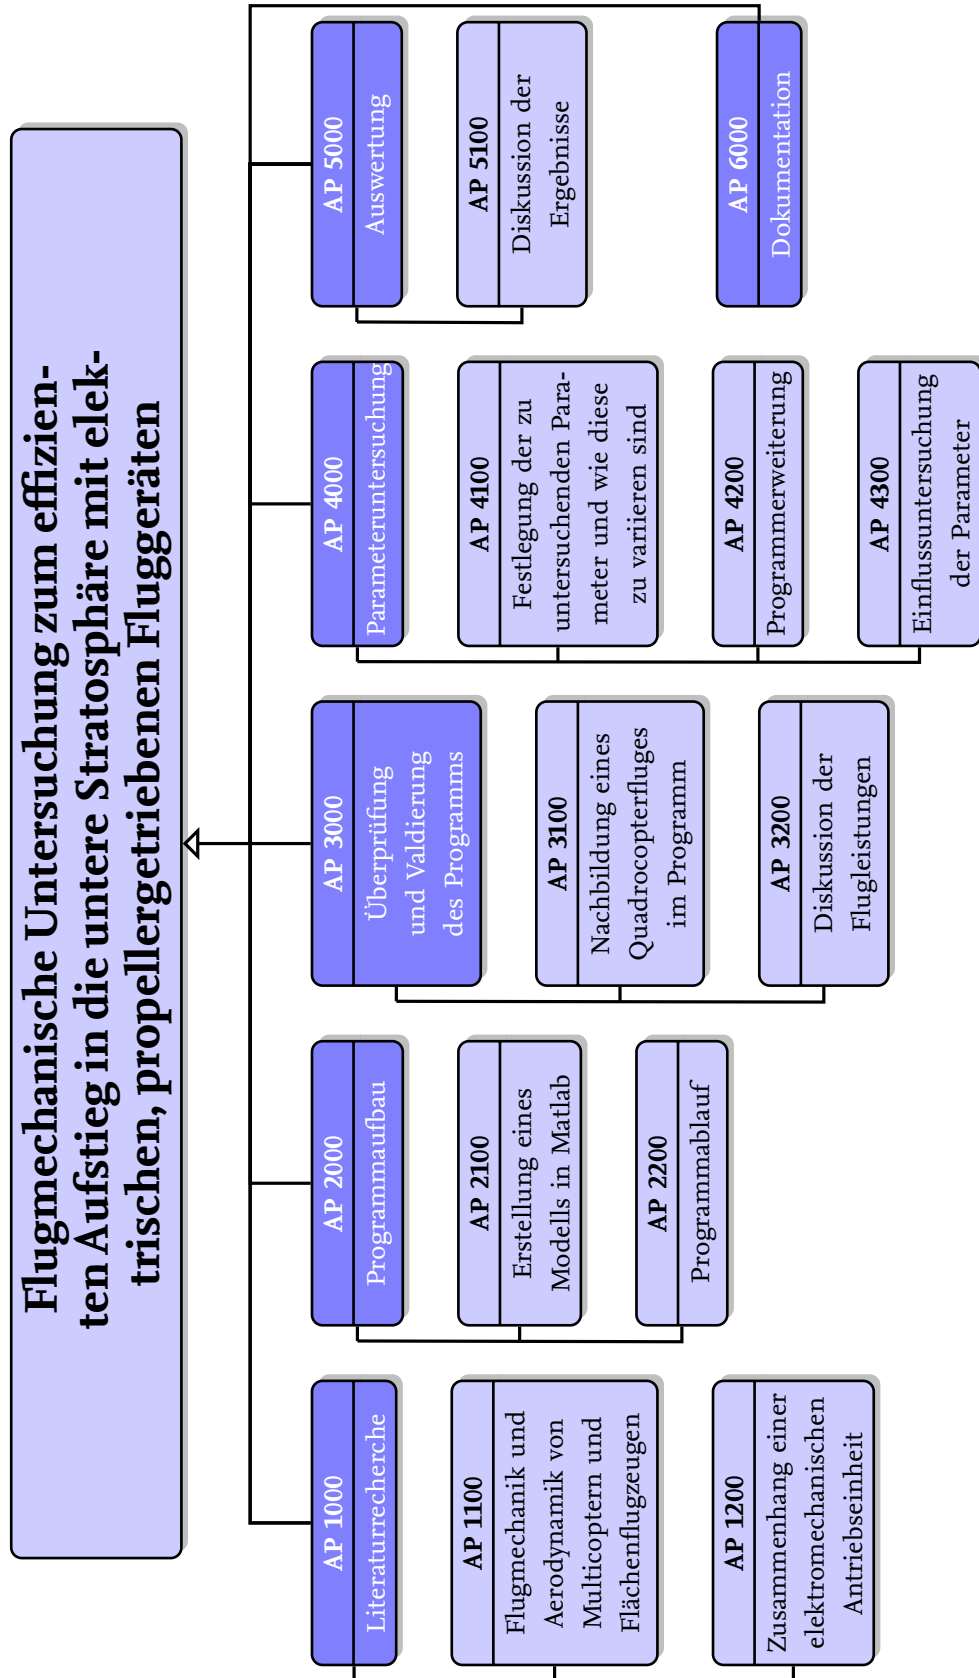 Flugmechanische Untersuchung zum effizien-
ten Aufstieg in die untere Stratosphäre mit elek-
trischen, propellergetriebenen Fluggeräten
AP 1000
Literaturrecherche
AP 1100
Flugmechanik und
Aerodynamik von
Multicoptern und
Flächenflugzeugen
AP 1200
Zusammenhang einer
elektromechanischen
Antriebseinheit
AP 2000
Programmaufbau
AP 2100
Erstellung eines
Modells in Matlab
AP 2200
Programmablauf
AP 3000
Überprüfung
und Valdierung
des Programms
AP 3100
Nachbildung eines
Quadrocopterfluges
im Programm
AP 3200
Diskussion der
Flugleistungen
AP 4000
Parameteruntersuchung
AP 4100
Festlegung der zu
untersuchenden Para-
meter und wie diese
zu variieren sind
AP 4200
Programmerweiterung
AP 4300
Einflussuntersuchung
der Parameter
AP 5000
Auswertung
AP 5100
Diskussion der
Ergebnisse
AP 6000
Dokumentation